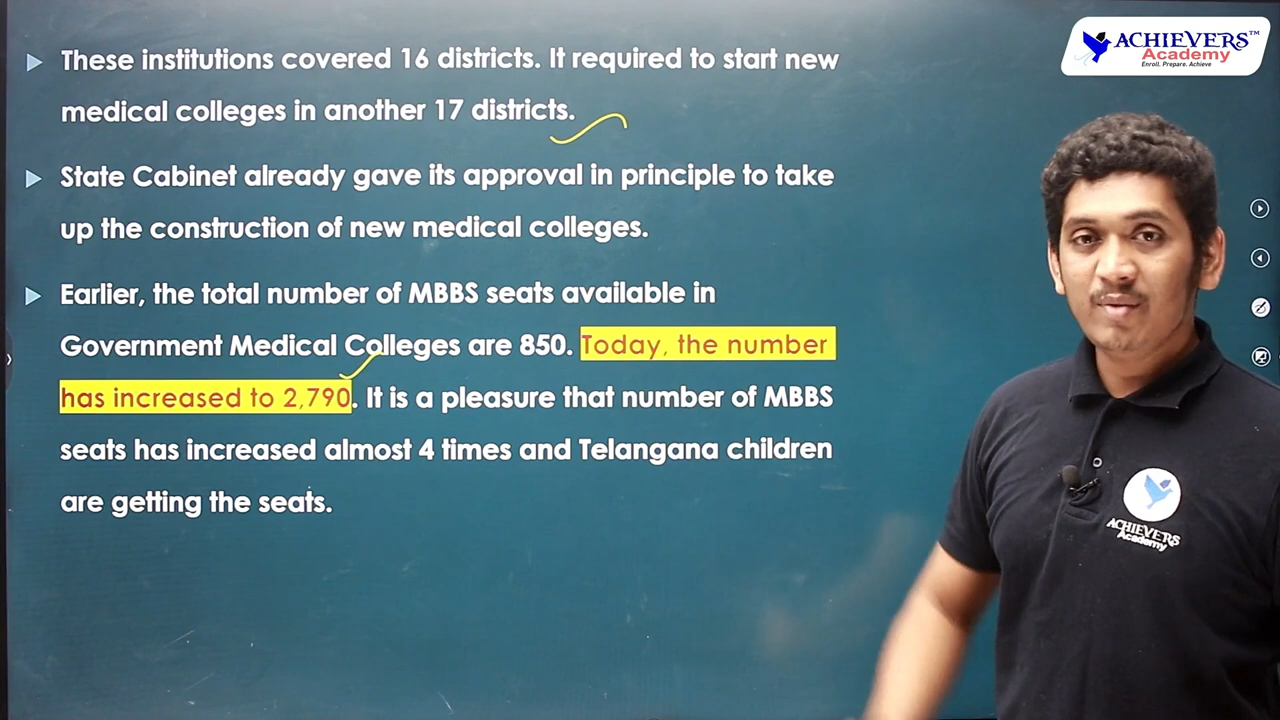 ACHIEVERS™
Academy
Enroll. Prepare. Achieve
These institutions covered 16 districts. It required to start new
medical colleges in another 17 districts.
State Cabinet already gave its approval in principle to take
up the construction of new medical colleges.
Earlier, the total number of MBBS seats available in
Government Medical Colleges are 850. Today, the number
has increased to 2,790. It is a pleasure that number of MBBS
seats has increased almost 4 times and Telangana children
are getting the seats.
ACHIEVERS
Academy